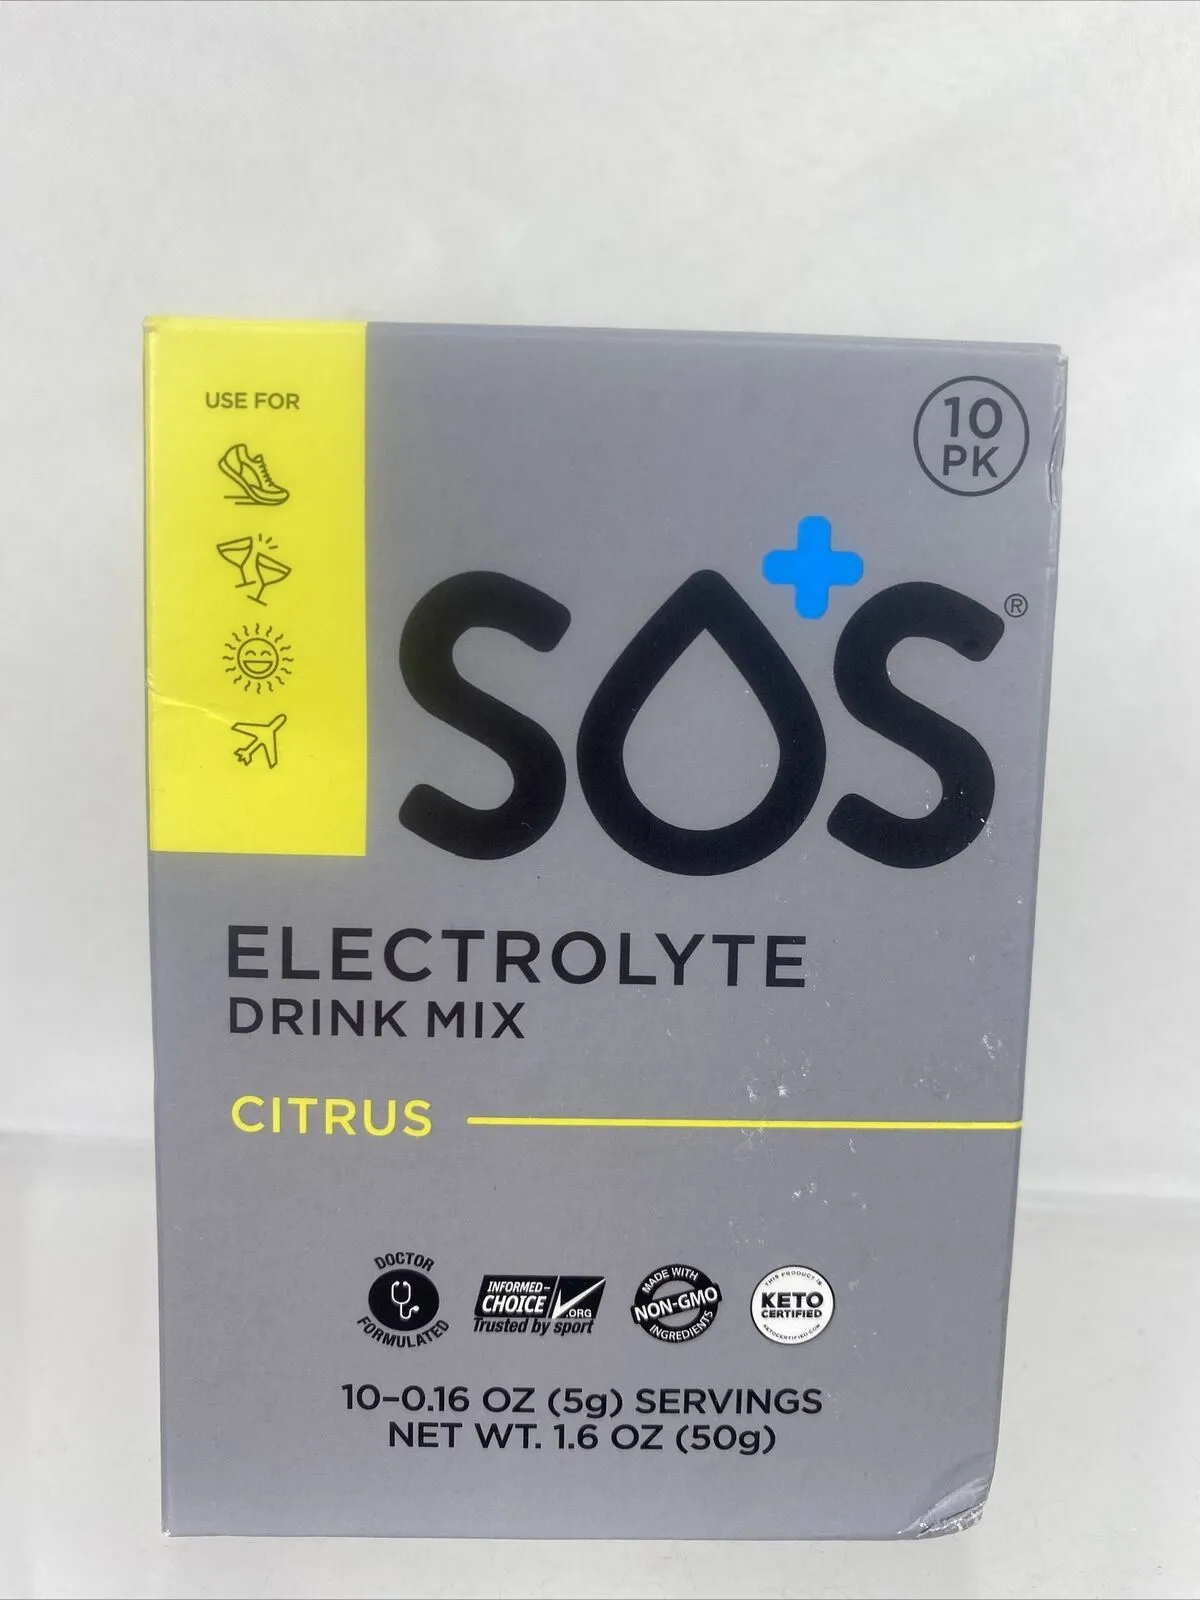 USE FOR
10
PK
SOS®
ELECTROLYTE
DRINK MIX
CITRUS
DOCTOR
FORMULATED
INFORMED-
CHOICE
.ORG
Trusted by sport
MADE WITH
NON-GMO
INGREDIENTS
THIS PRODUCT IS
KETO
CERTIFIED
KETOCERTIFIED.COM
10-0.16 OZ (5g) SERVINGS
NET WT. 1.6 OZ (50g)